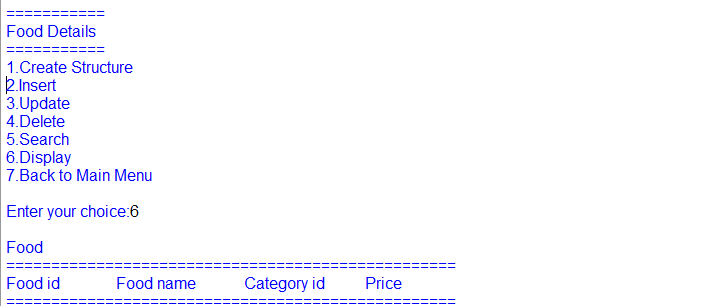 ===========
Food Details
===========
1.Create Structure
2.Insert
3.Update
4.Delete
5.Search
6.Display
7.Back to Main Menu
Enter your choice:6
Food
==================================================
Food id Food name Category id Price
==================================================